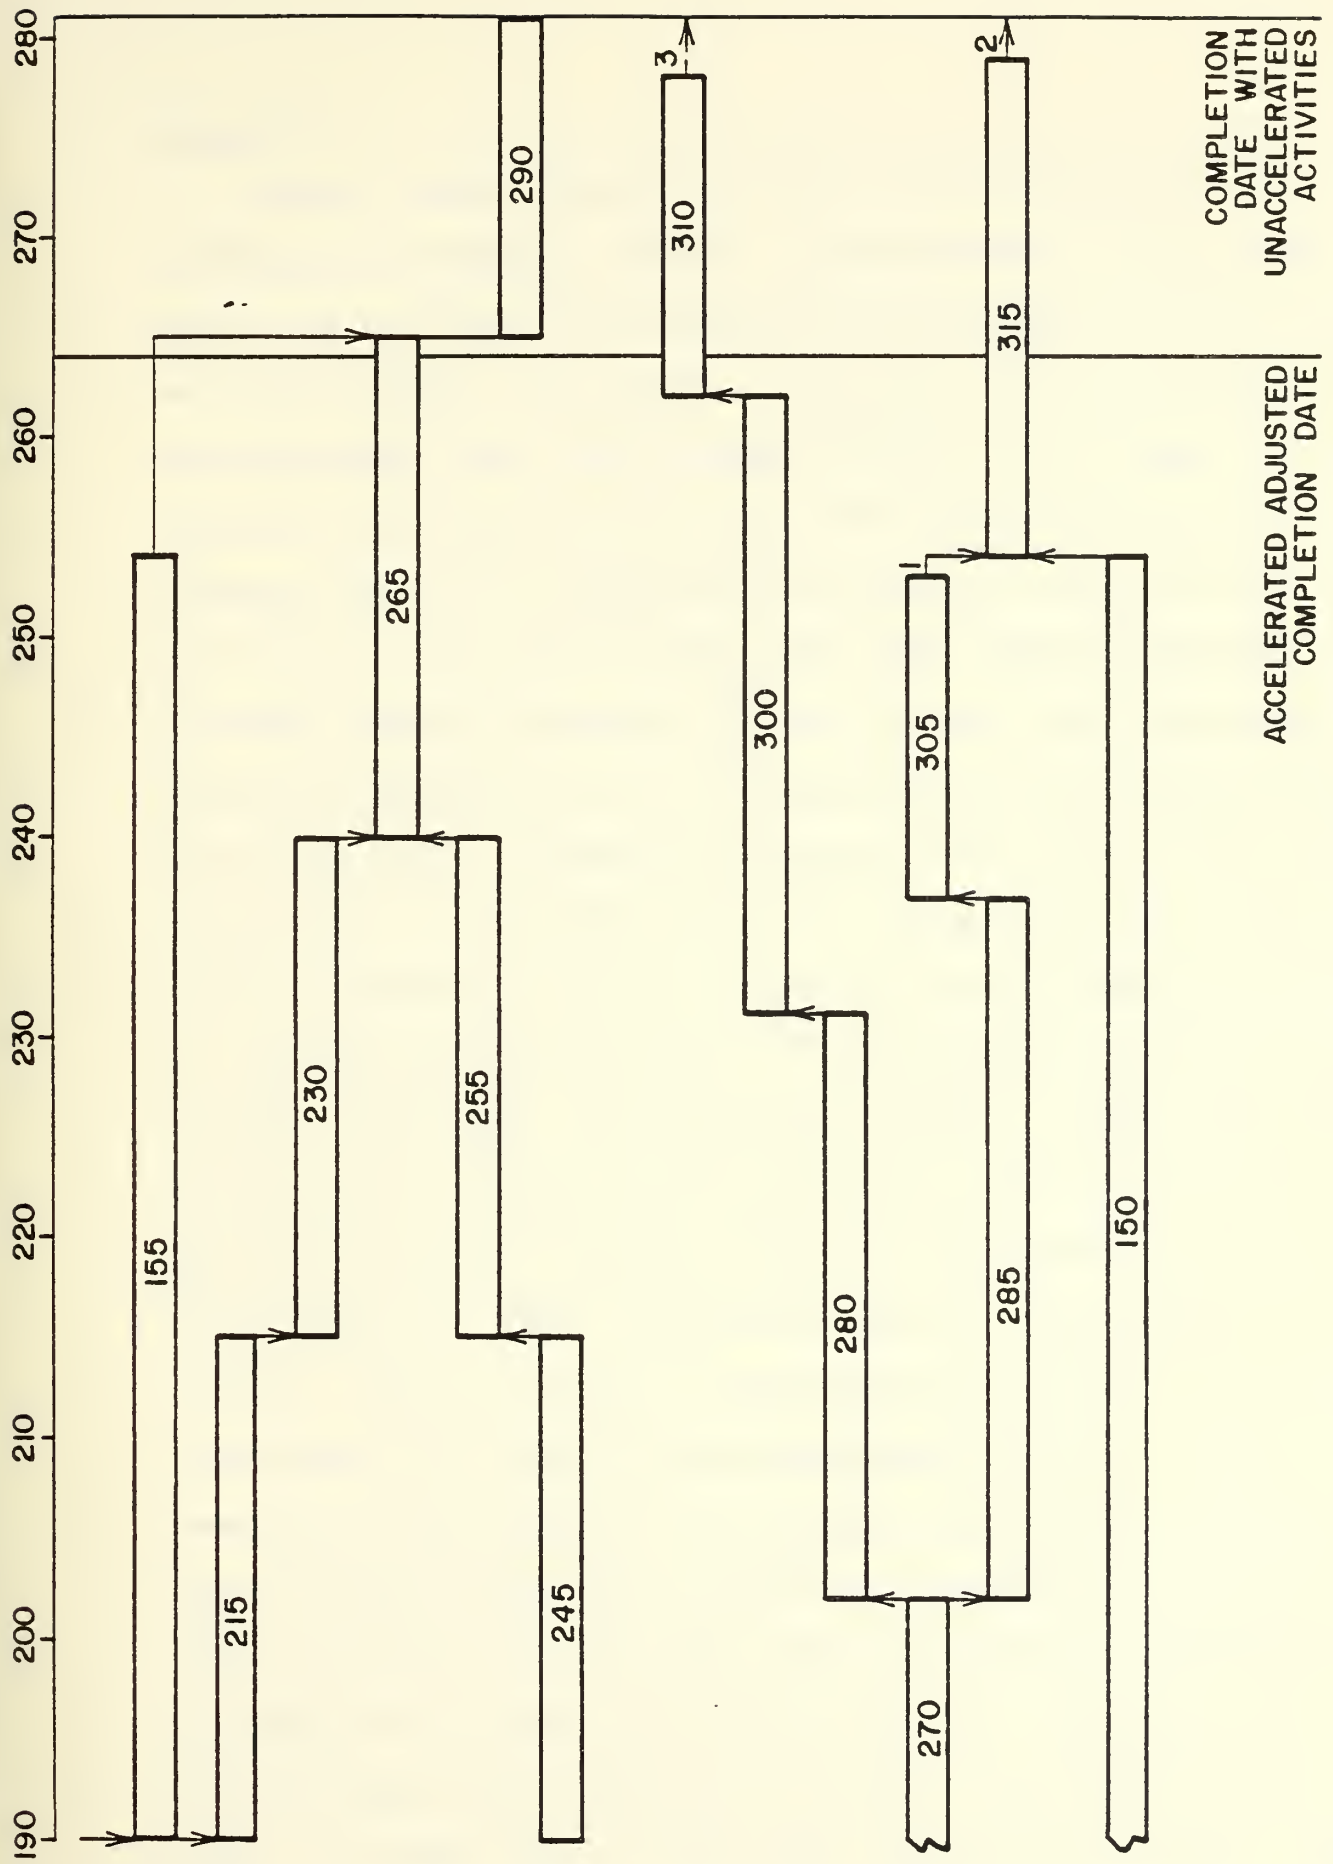 190 200 210 220 230 240 250 260 270 280
155
215
230
265
255
245
290
3
310
300
280
1
305
270
2
315
285
150
COMPLETION
DATE WITH
UNACCELERATED
ACTIVITIES
ACCELERATED ADJUSTED
COMPLETION DATE